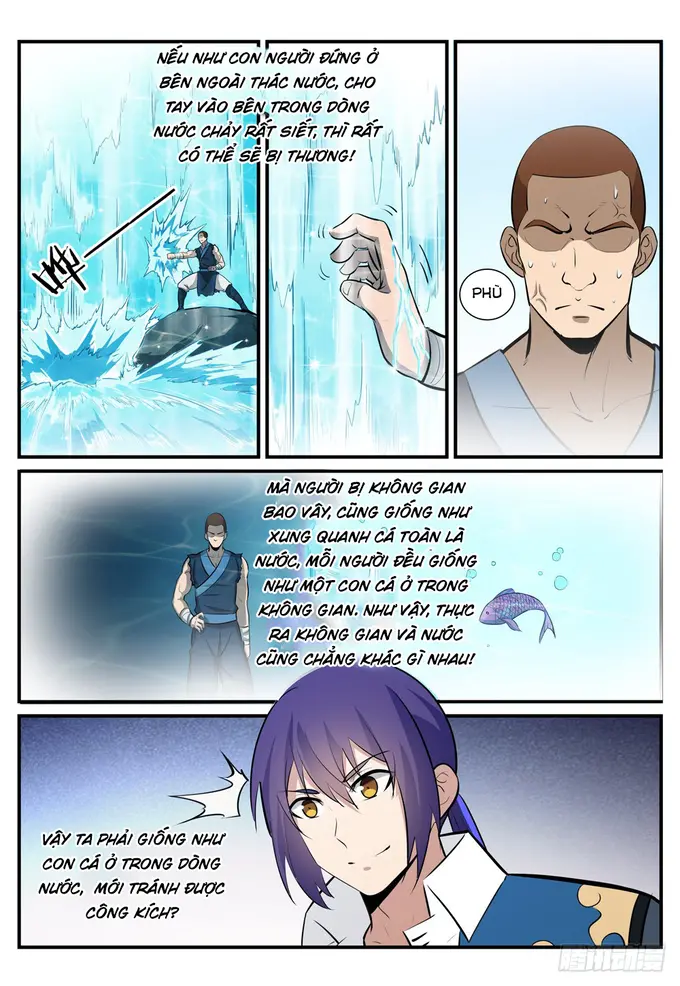 NẾU NHƯ CON NGƯỜI ĐỨNG Ở
BÊN NGOÀI THÁC NƯỚC, CHO
TAY VÀO BÊN TRONG DÒNG
NƯỚC CHẢY RẤT SIẾT, THÌ RẤT
CÓ THỂ SẼ BỊ THƯƠNG!
PHÙ
MÀ NGƯỜI BỊ KHÔNG GIAN
BAO VÂY, CŨNG GIỐNG NHƯ
XUNG QUANH CÁ TOÀN LÀ
NƯỚC, MỖI NGƯỜI ĐỀU GIỐNG
NHƯ MỘT CON CÁ Ở TRONG
KHÔNG GIAN. NHƯ VẬY, THỰC
RA KHÔNG GIAN VÀ NƯỚC
CŨNG CHẲNG KHÁC GÌ NHAU!
VẬY TA PHẢI GIỐNG NHƯ
CON CÁ Ở TRONG DÒNG
NƯỚC, MỚI TRÁNH ĐƯỢC
CÔNG KÍCH?
腾讯动漫